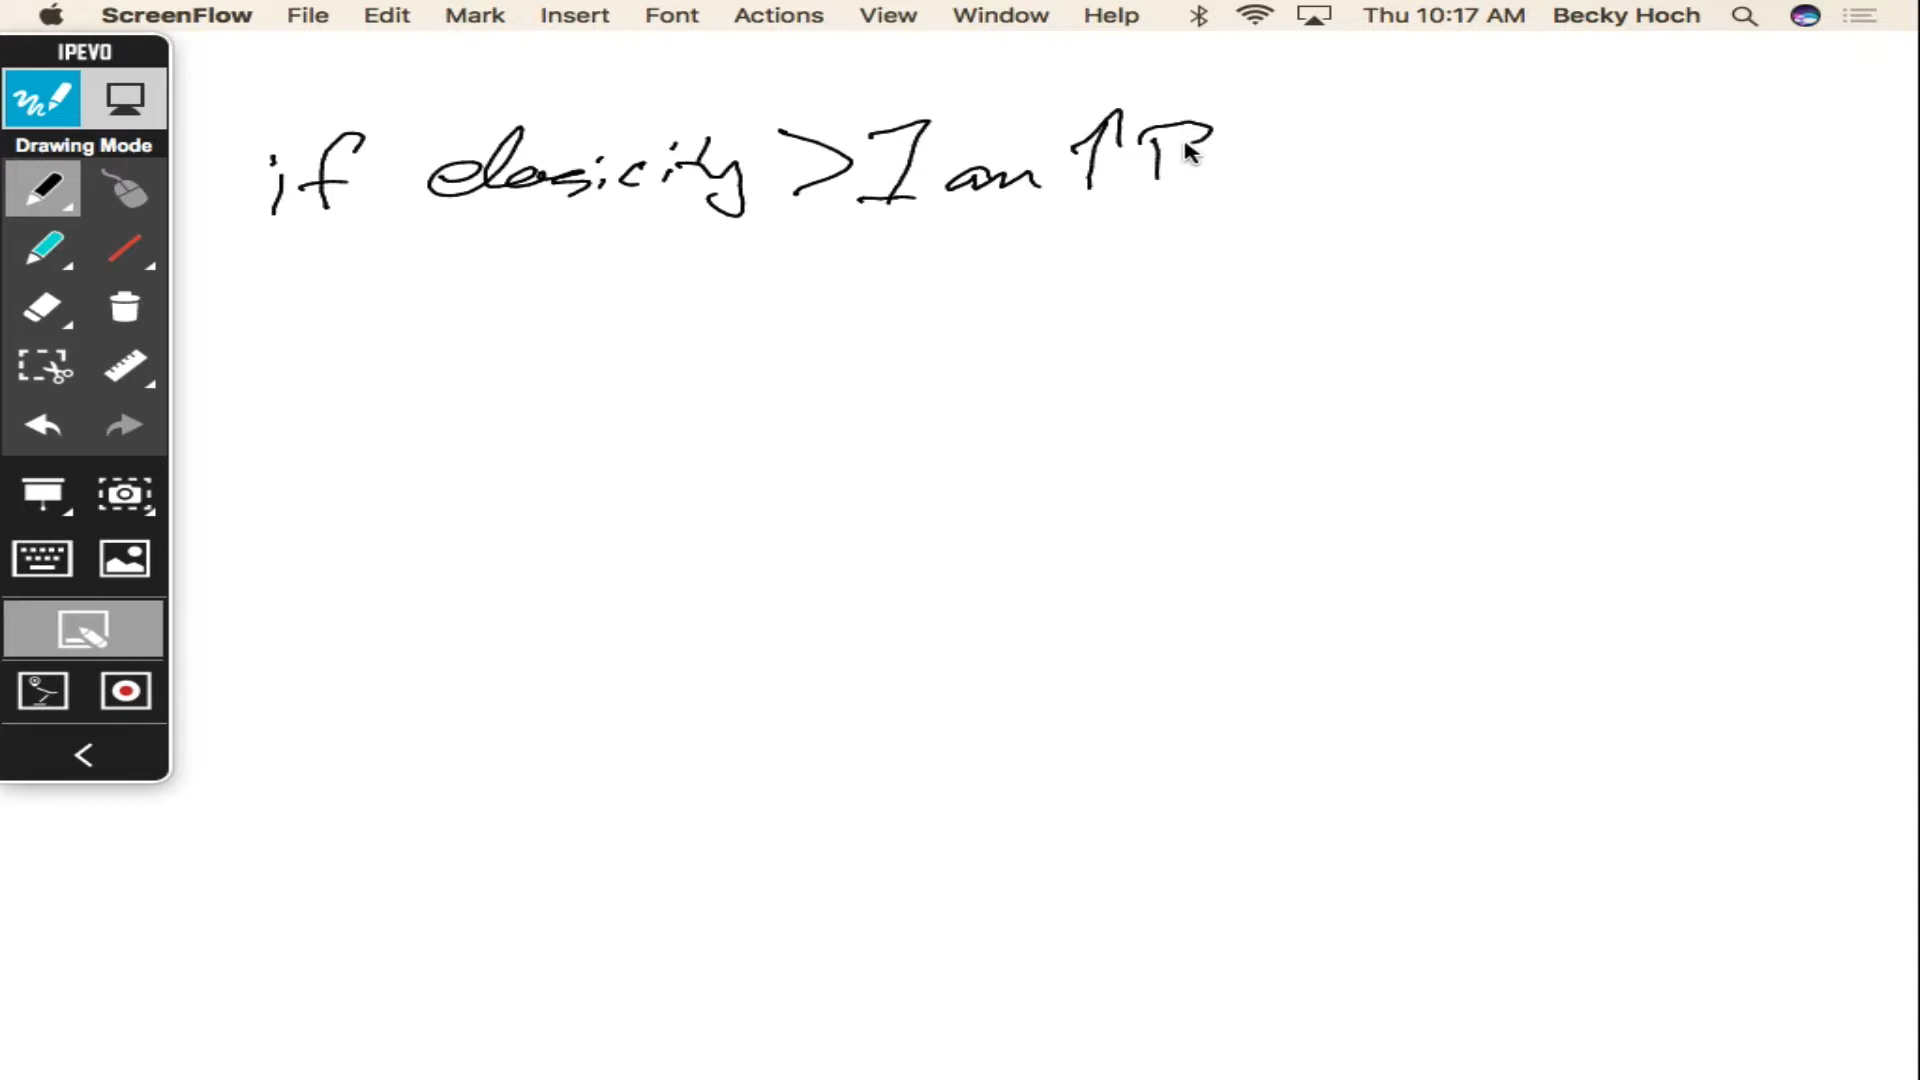 ScreenFlow File Edit Mark Insert Font Actions View Window Help Thu 10:17 AM Becky Hoch
IPEVO
Drawing Mode
if elasicity > 1 an ↑ P